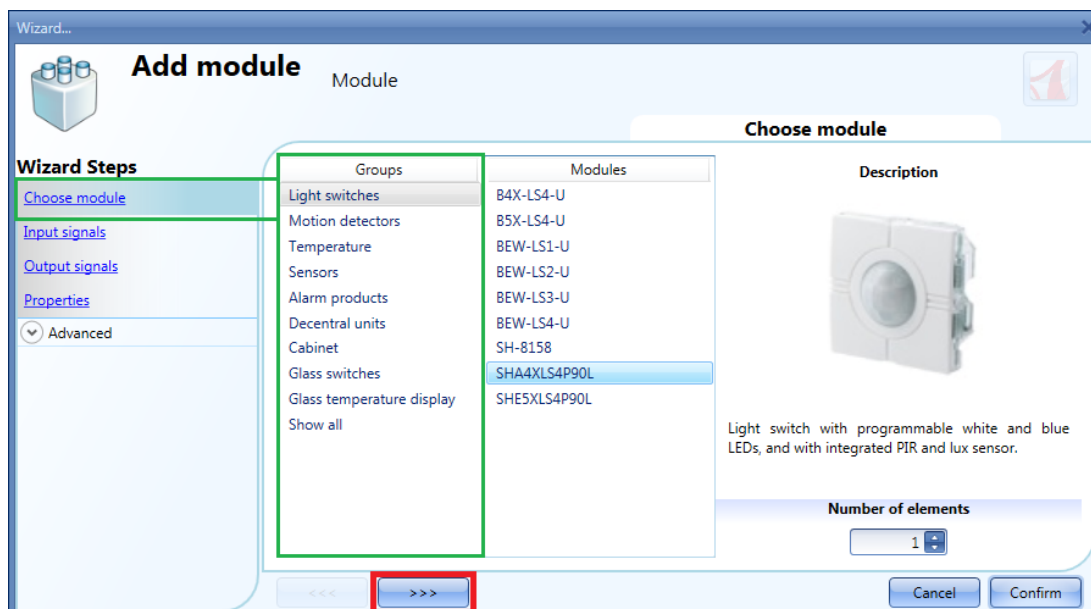 Wizard...
Add module
Module
Choose module
Wizard Steps
Choose module
Input signals
Output signals
Properties
Advanced
Groups
Light switches
Motion detectors
Temperature
Sensors
Alarm products
Decentral units
Cabinet
Glass switches
Glass temperature display
Show all
Modules
B4X-LS4-U
B5X-LS4-U
BEW-LS1-U
BEW-LS2-U
BEW-LS3-U
BEW-LS4-U
SH-8158
SHA4XLS4P90L
SHE5XLS4P90L
Description
Light switch with programmable white and blue
LEDs, and with integrated PIR and lux sensor.
Number of elements
1
<<<
>>>
Cancel
Confirm